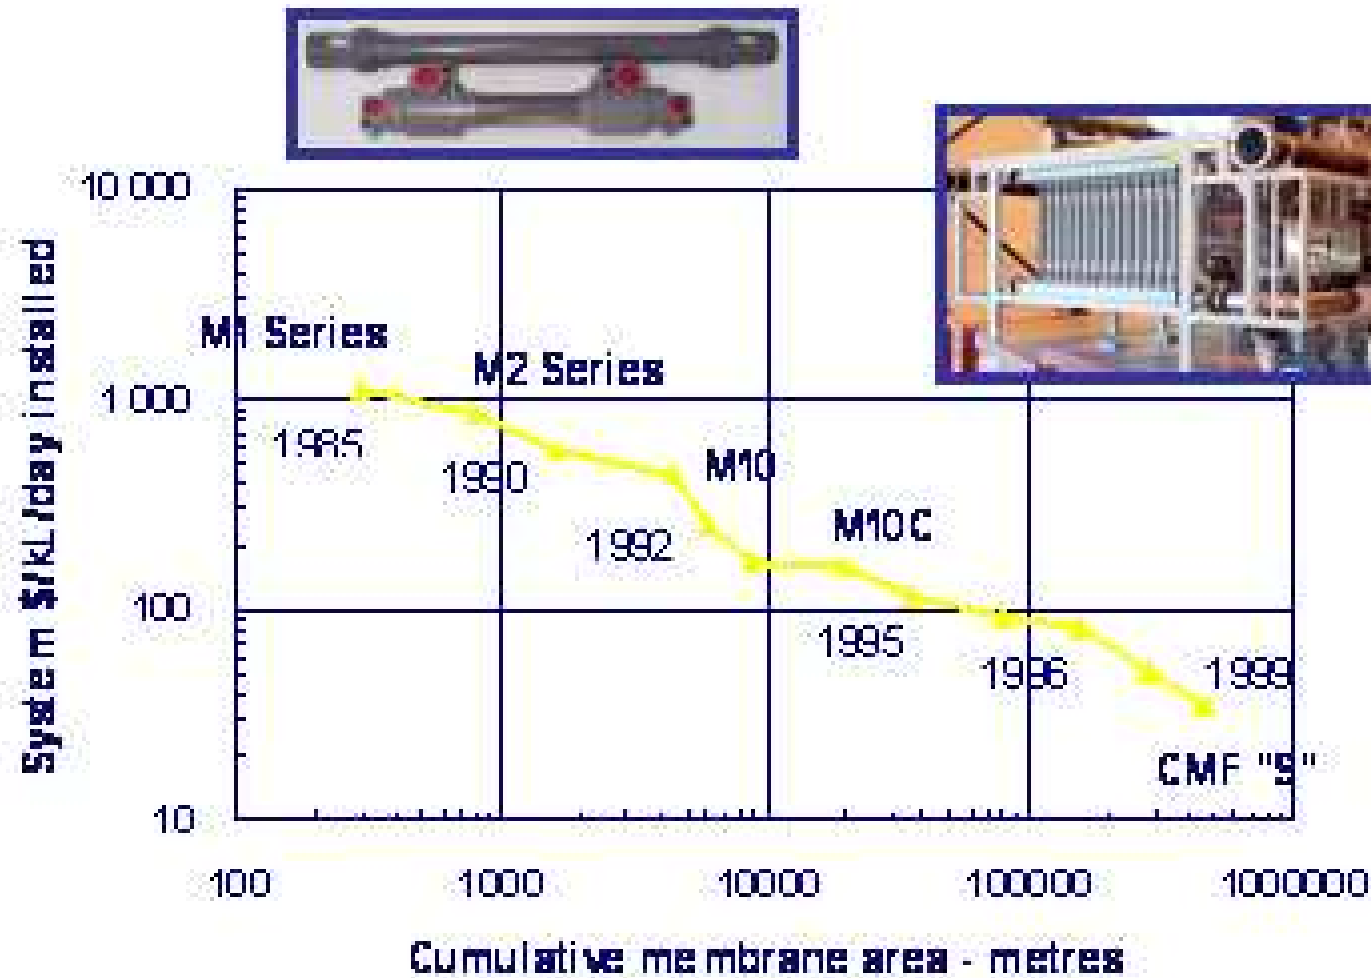 10 000
M1 Series
M2 Series
1 000
1985
1990
M10
M10C
1992
100
1995
1996
1999
CMF "S"
10
100 1000 10000 100000 1000000
System $/kL/day installed
Cumulative membrane area - metres